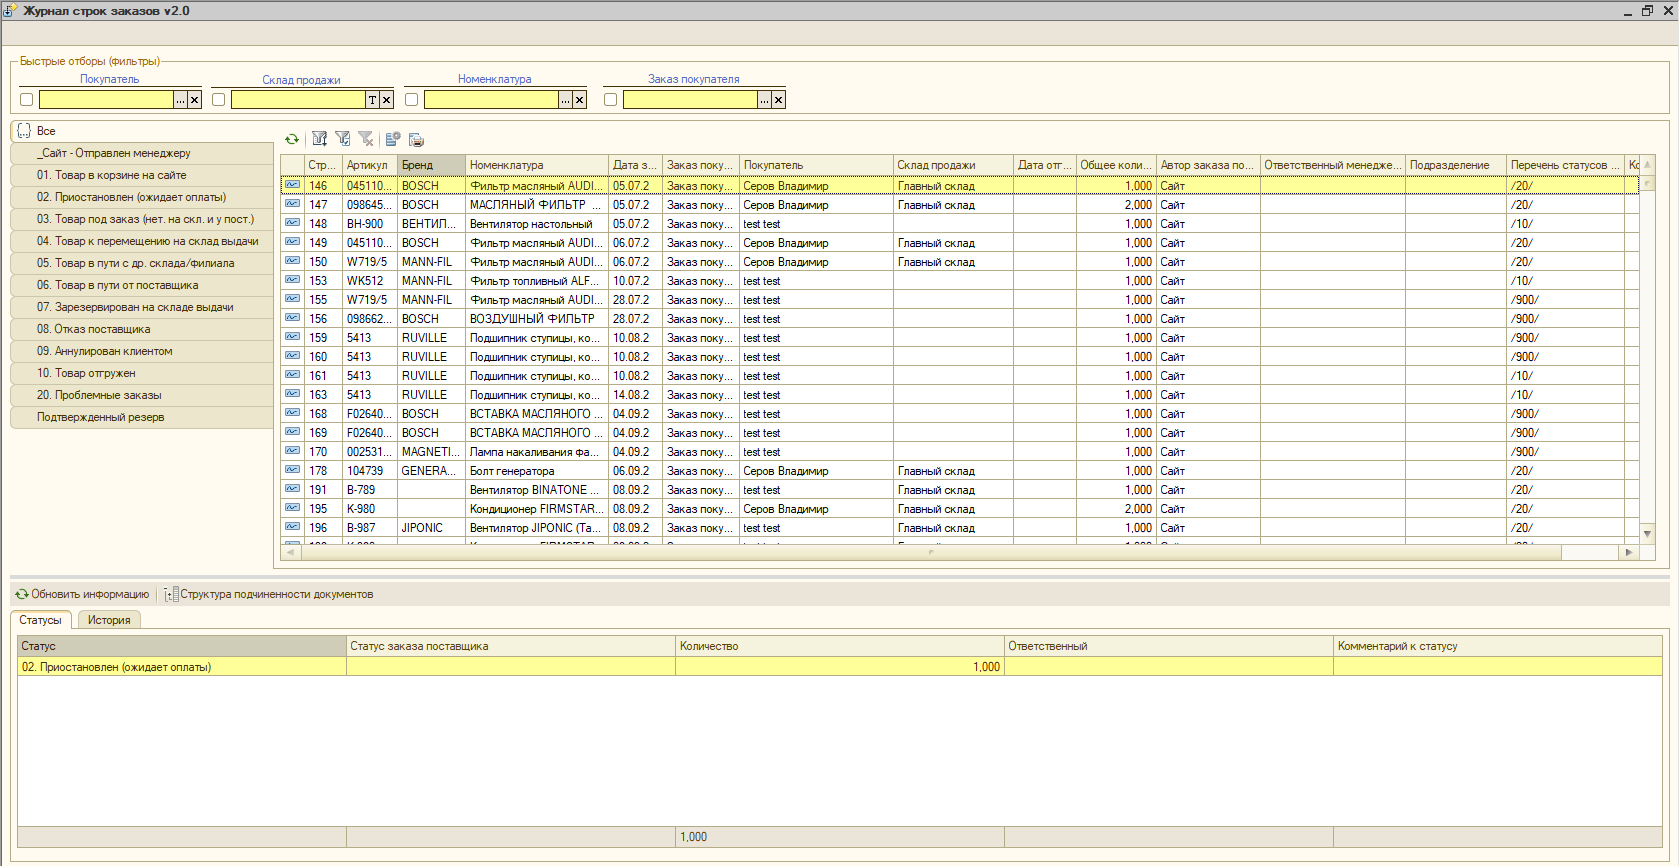 Журнал строк заказов v2.0
Быстрые отборы (фильтры)
Покупатель Склад продажи Номенклатура Заказ покупателя
Все
_Сайт - Отправлен менеджеру
01. Товар в корзине на сайте
02. Приостановлен (ожидает оплаты)
03. Товар под заказ (нет. на скл. и у пост.)
04. Товар к перемещению на склад выдачи
05. Товар в пути с др. склада/филиала
06. Товар в пути от поставщика
07. Зарезервирован на складе выдачи
08. Отказ поставщика
09. Аннулирован клиентом
10. Товар отгружен
20. Проблемные заказы
Подтвержденный резерв
Стр... Артикул Бренд Номенклатура Дата з... Заказ поку... Покупатель Склад продажи Дата отг... Общее коли... Автор заказа по... Ответственный менедже... Подразделение Перечень статусов ... Кс
146 045110... BOSCH Фильтр масляный AUDI... 05.07.2 Заказ поку... Серов Владимир Главный склад 1,000 Сайт /20/
147 098645... BOSCH МАСЛЯНЫЙ ФИЛЬТР ... 05.07.2 Заказ поку... Серов Владимир Главный склад 2,000 Сайт /20/
148 ВН-900 ВЕНТИЛ... Вентилятор настольный 05.07.2 Заказ поку... test test 1,000 Сайт /10/
149 045110... BOSCH Фильтр масляный AUDI... 06.07.2 Заказ поку... Серов Владимир Главный склад 1,000 Сайт /20/
150 W719/5 MANN-FIL Фильтр масляный AUDI... 06.07.2 Заказ поку... Серов Владимир Главный склад 1,000 Сайт /20/
153 WK512 MANN-FIL Фильтр топливный ALF... 10.07.2 Заказ поку... test test 1,000 Сайт /10/
155 W719/5 MANN-FIL Фильтр масляный AUDI... 28.07.2 Заказ поку... test test 1,000 Сайт /900/
156 098662... BOSCH ВОЗДУШНЫЙ ФИЛЬТР 28.07.2 Заказ поку... test test 1,000 Сайт /900/
159 5413 RUVILLE Подшипник ступицы, ко... 10.08.2 Заказ поку... test test 1,000 Сайт /900/
160 5413 RUVILLE Подшипник ступицы, ко... 10.08.2 Заказ поку... test test 1,000 Сайт /900/
161 5413 RUVILLE Подшипник ступицы, ко... 10.08.2 Заказ поку... test test 1,000 Сайт /10/
163 5413 RUVILLE Подшипник ступицы, ко... 14.08.2 Заказ поку... test test 1,000 Сайт /10/
168 F02640... BOSCH ВСТАВКА МАСЛЯНОГО ... 04.09.2 Заказ поку... test test 1,000 Сайт /900/
169 F02640... BOSCH ВСТАВКА МАСЛЯНОГО ... 04.09.2 Заказ поку... test test 1,000 Сайт /900/
170 002531... MAGNETI... Лампа накаливания фа... 04.09.2 Заказ поку... test test 1,000 Сайт /900/
178 104739 GENERA... Болт генератора 06.09.2 Заказ поку... Серов Владимир Главный склад 1,000 Сайт /20/
191 B-789 Вентилятор BINATONE ... 08.09.2 Заказ поку... test test Главный склад 1,000 Сайт /20/
195 K-980 Кондиционер FIRMSTAR... 08.09.2 Заказ поку... Серов Владимир Главный склад 2,000 Сайт /20/
196 B-987 JIPONIC Вентилятор JIPONIC (Та... 08.09.2 Заказ поку... test test Главный склад 1,000 Сайт /20/
Обновить информацию Структура подчиненности документов
Статусы История
Статус Статус заказа поставщика Количество Ответственный Комментарий к статусу
02. Приостановлен (ожидает оплаты) 1,000
1,000